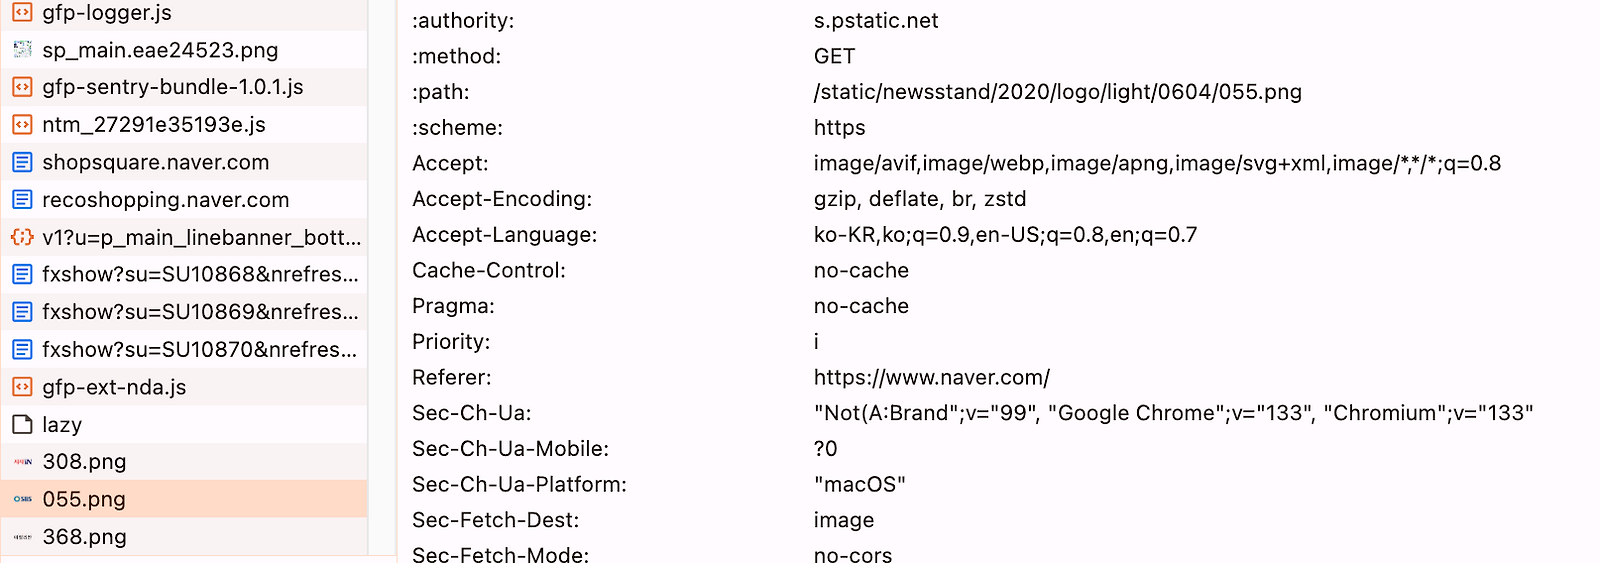 gfp-logger.js
sp_main.eae24523.png
gfp-sentry-bundle-1.0.1.js
ntm_27291e35193e.js
shopsquare.naver.com
recoshopping.naver.com
v1?u=p_main_linebanner_bott...
fxshow?su=SU10868&nrefres...
fxshow?su=SU10869&nrefres...
fxshow?su=SU10870&nrefres...
gfp-ext-nda.js
lazy
308.png
055.png
368.png
:authority: s.pstatic.net
:method: GET
:path: /static/newsstand/2020/logo/light/0604/055.png
:scheme: https
Accept: image/avif,image/webp,image/apng,image/svg+xml,image/*,*/*;q=0.8
Accept-Encoding: gzip, deflate, br, zstd
Accept-Language: ko-KR,ko;q=0.9,en-US;q=0.8,en;q=0.7
Cache-Control: no-cache
Pragma: no-cache
Priority: i
Referer: https://www.naver.com/
Sec-Ch-Ua: "Not(A:Brand";v="99", "Google Chrome";v="133", "Chromium";v="133"
Sec-Ch-Ua-Mobile: ?0
Sec-Ch-Ua-Platform: "macOS"
Sec-Fetch-Dest: image
Sec-Fetch-Mode: no-cors